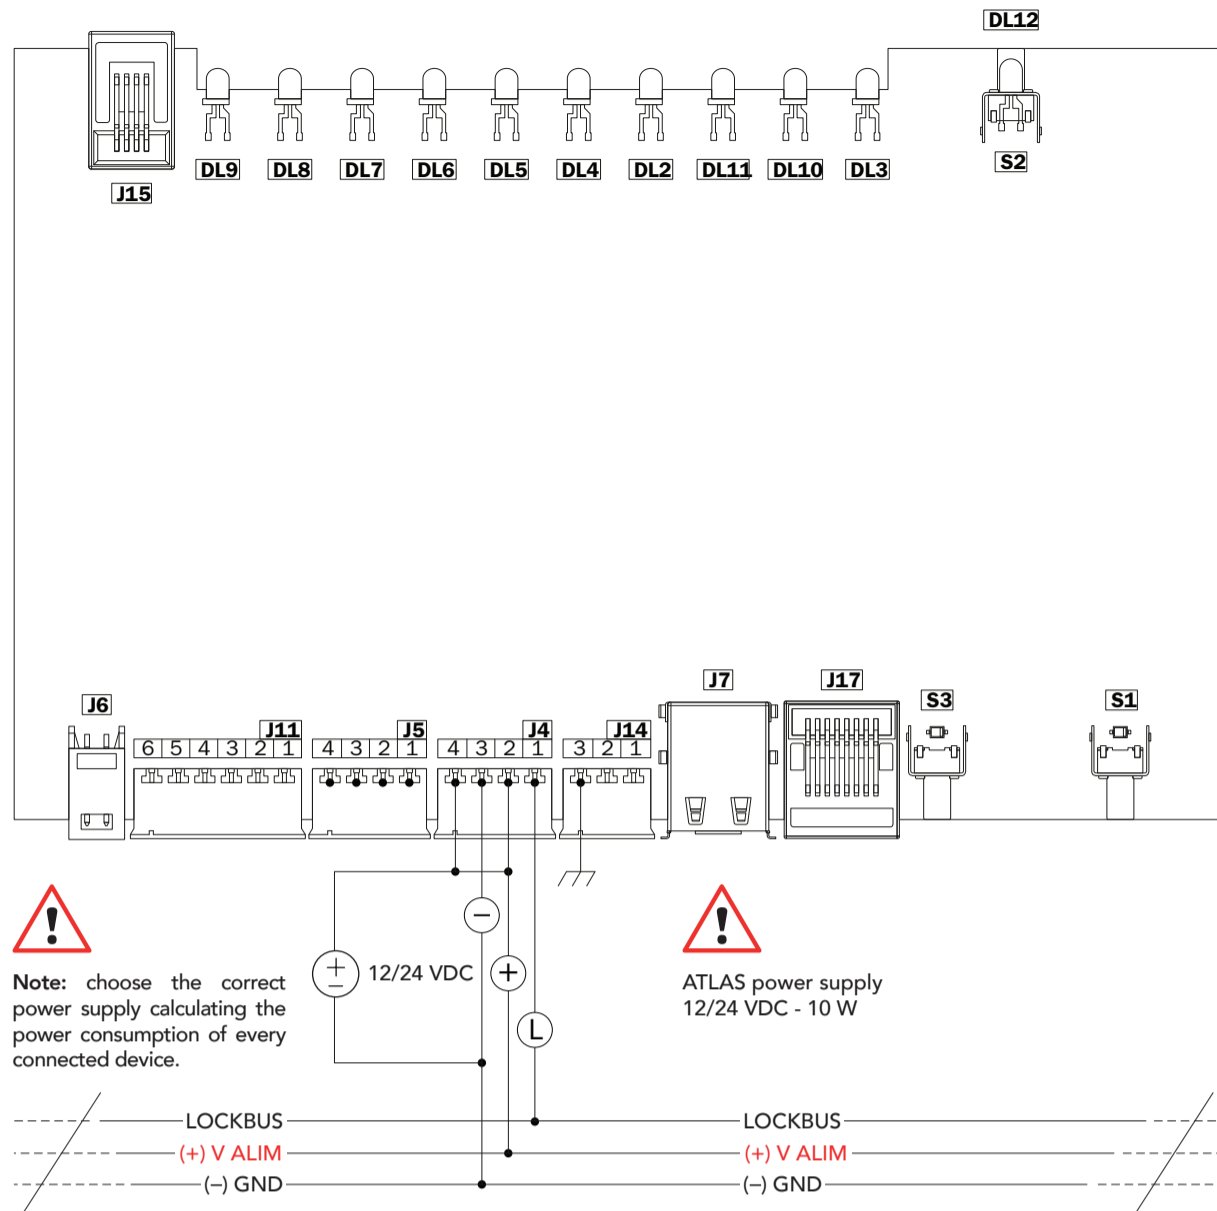 DL12
DL9 DL8 DL7 DL6 DL5 DL4 DL2 DL11 DL10 DL3 S2
J15
J6 J11 J5 J4 J14 J7 J17 S3 S1
6 5 4 3 2 1 4 3 2 1 4 3 2 1 3 2 1
−
+
+
−
12/24 VDC
L
Note: choose the correct
power supply calculating the
power consumption of every
connected device.
ATLAS power supply
12/24 VDC - 10 W
LOCKBUS LOCKBUS
(+) V ALIM (+) V ALIM
(–) GND (–) GND